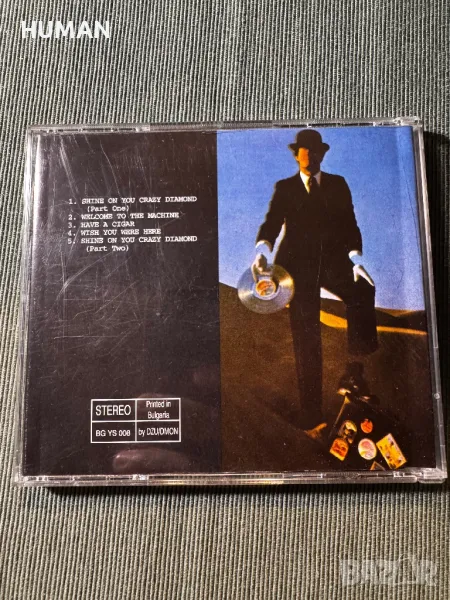 HUMAN
1. SHINE ON YOU CRAZY DIAMOND
(Part One)
2. WELCOME TO THE MACHINE
3. HAVE A CIGAR
4. WISH YOU WERE HERE
5. SHINE ON YOU CRAZY DIAMOND
(Part Two)
STEREO
Printed in
Bulgaria
BG YS 008
by DZU/DMON
BAZAR